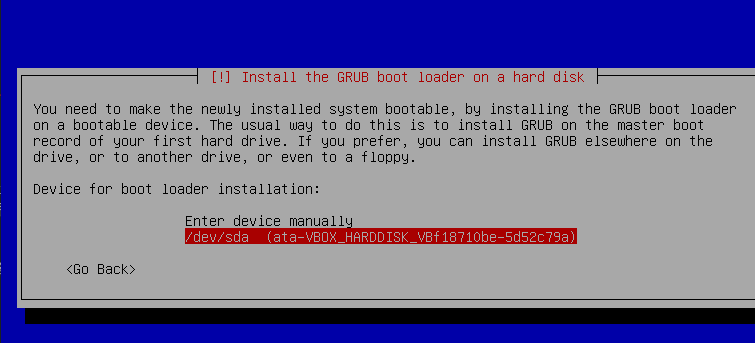 [!] Install the GRUB boot loader on a hard disk
You need to make the newly installed system bootable, by installing the GRUB boot loader
on a bootable device. The usual way to do this is to install GRUB on the master boot
record of your first hard drive. If you prefer, you can install GRUB elsewhere on the
drive, or to another drive, or even to a floppy.
Device for boot loader installation:
Enter device manually
/dev/sda (ata-VBOX_HARDDISK_VBf18710be-5d52c79a)
<Go Back>